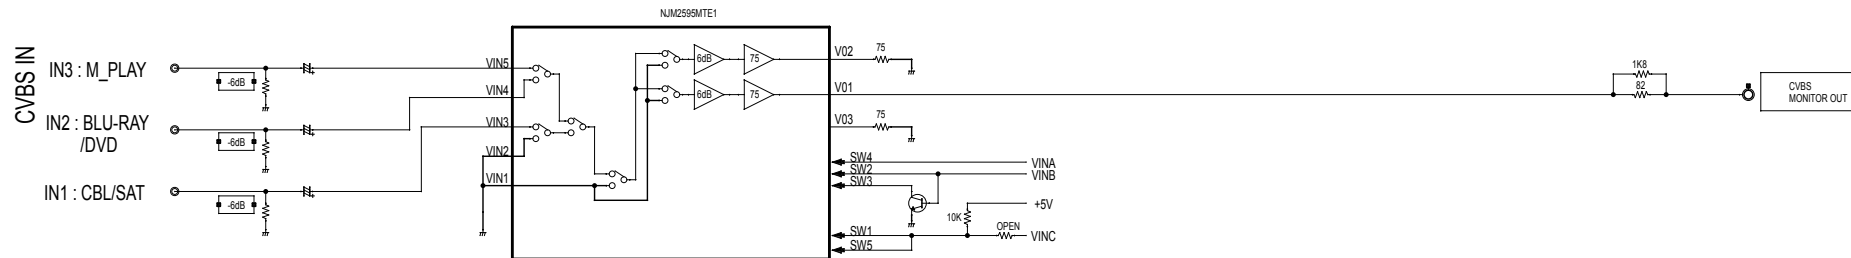 NJM2595MTE1
CVBS IN
IN3 : M_PLAY
-6dB
IN2 : BLU-RAY
/DVD
-6dB
IN1 : CBL/SAT
-6dB
VIN5
VIN4
VIN3
VIN2
VIN1
6dB
75
6dB
75
V02
75
V01
V03
75
SW4
VINA
SW2
VINB
SW3
10K
+5V
SW1
OPEN
VINC
SW5
1K8
82
CVBS
MONITOR OUT